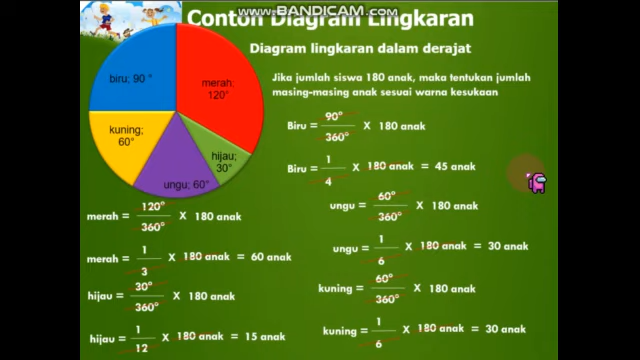 www.BANDICAM.com
Contoh Diagram Lingkaran
Diagram lingkaran dalam derajat
biru; 90 °
merah;
120°
kuning;
60°
hijau;
30°
ungu; 60°
Jika jumlah siswa 180 anak, maka tentukan jumlah
masing-masing anak sesuai warna kesukaan
Biru = 90°/360° X 180 anak
Biru = 1/4 X 180 anak = 45 anak
merah = 120°/360° X 180 anak
merah = 1/3 X 180 anak = 60 anak
hijau = 30°/360° X 180 anak
hijau = 1/12 X 180 anak = 15 anak
ungu = 60°/360° X 180 anak
ungu = 1/6 X 180 anak = 30 anak
kuning = 60°/360° X 180 anak
kuning = 1/6 X 180 anak = 30 anak